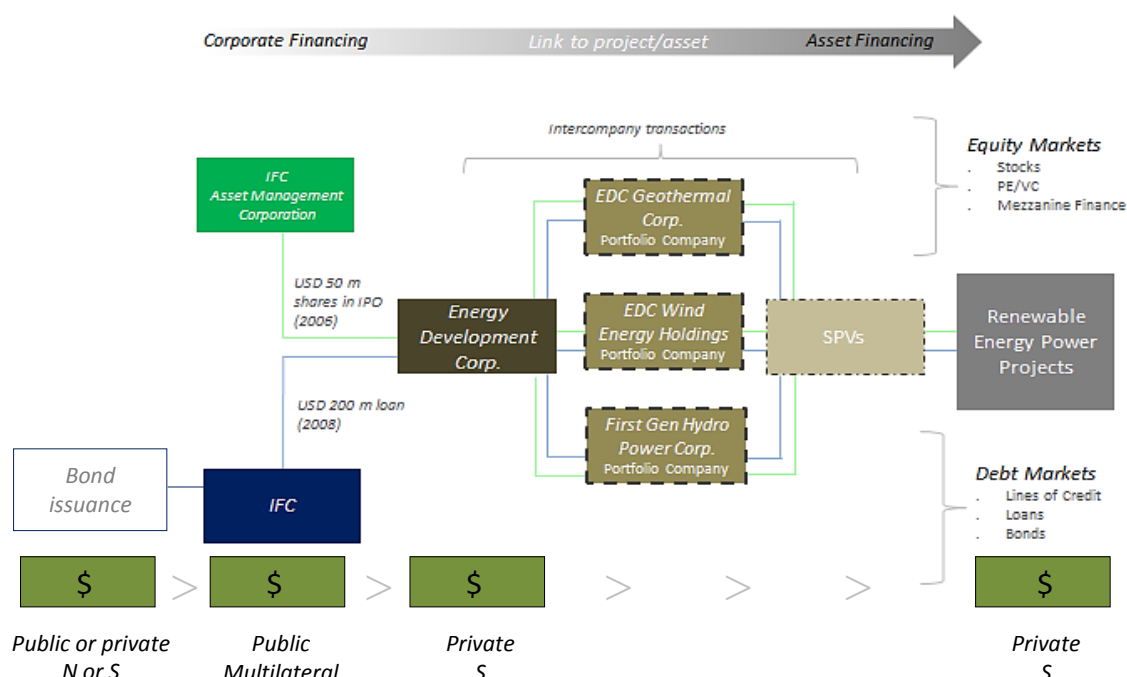 Corporate Financing
Link to project/asset
Asset Financing
Intercompany transactions
Equity Markets
. Stocks
. PE/VC
. Mezzanine Finance
IFC
Asset Management
Corporation
EDC Geothermal
Corp.
Portfolio Company
USD 50 m
shares in IPO
(2006)
Energy
Development
Corp.
EDC Wind
Energy Holdings
Portfolio Company
SPVs
Renewable
Energy Power
Projects
USD 200 m loan
(2008)
First Gen Hydro
Power Corp.
Portfolio Company
Bond
issuance
IFC
Debt Markets
. Lines of Credit
. Loans
. Bonds
$ > $ > $ > > > $
Public or private
N or S
Public
Multilateral
Private
S
Private
S